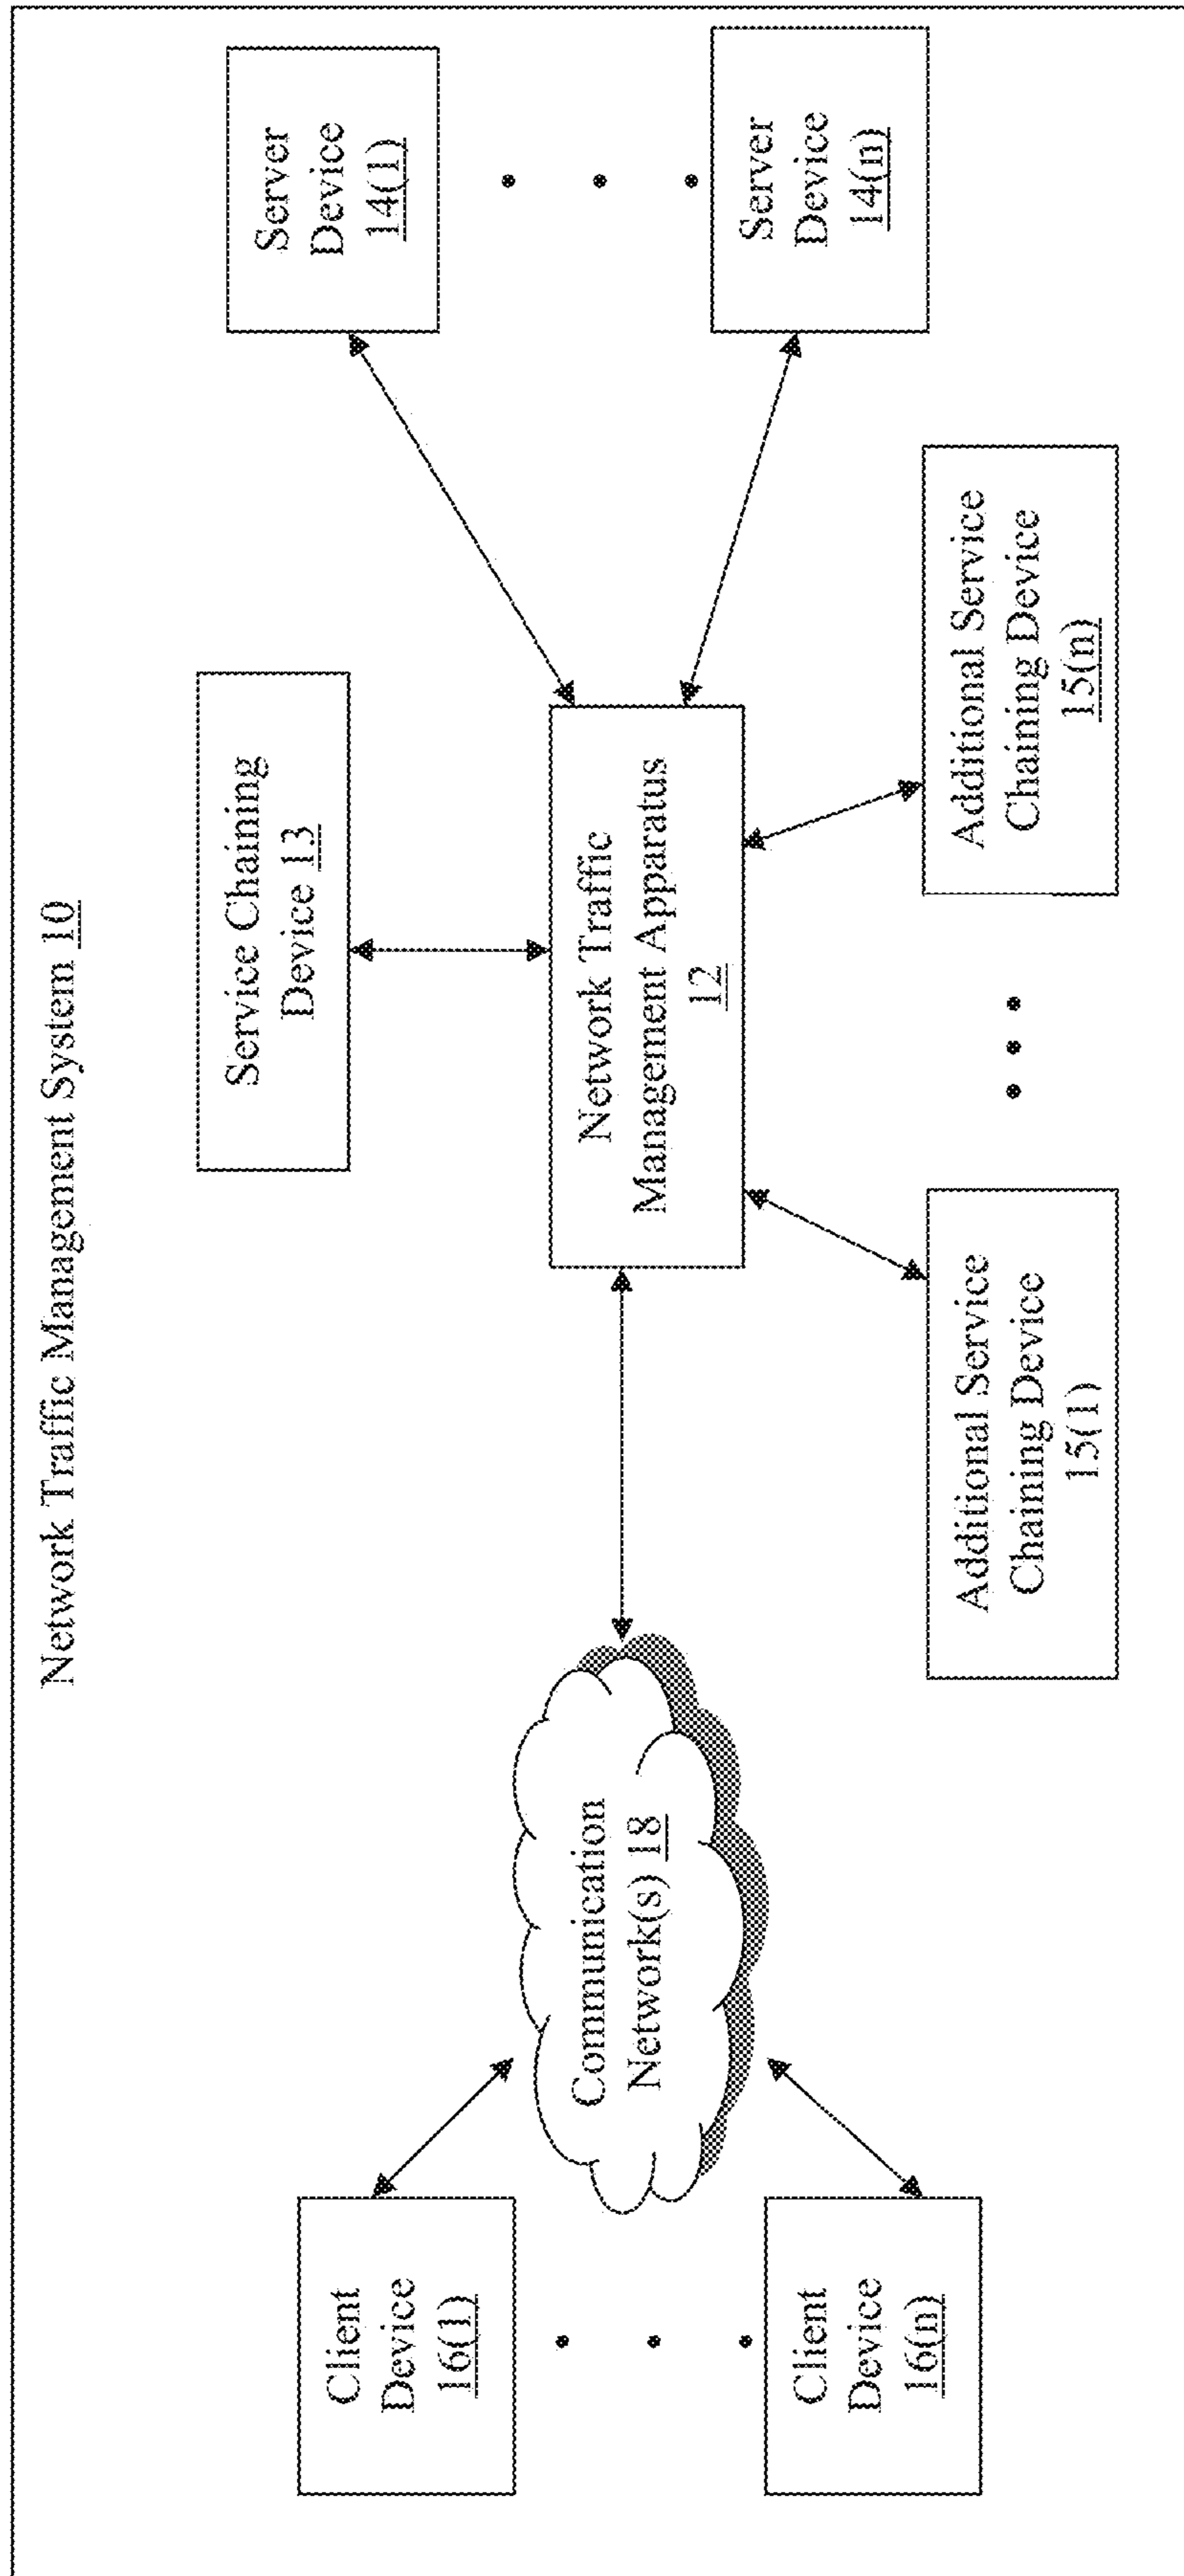 Network Traffic Management System 10
Client
Device
16(1)
Client
Device
16(n)
Communication
Network(s) 18
Service Chaining
Device 13
Network Traffic
Management Apparatus
12
Additional Service
Chaining Device
15(1)
Additional Service
Chaining Device
15(n)
Server
Device
14(1)
Server
Device
14(n)